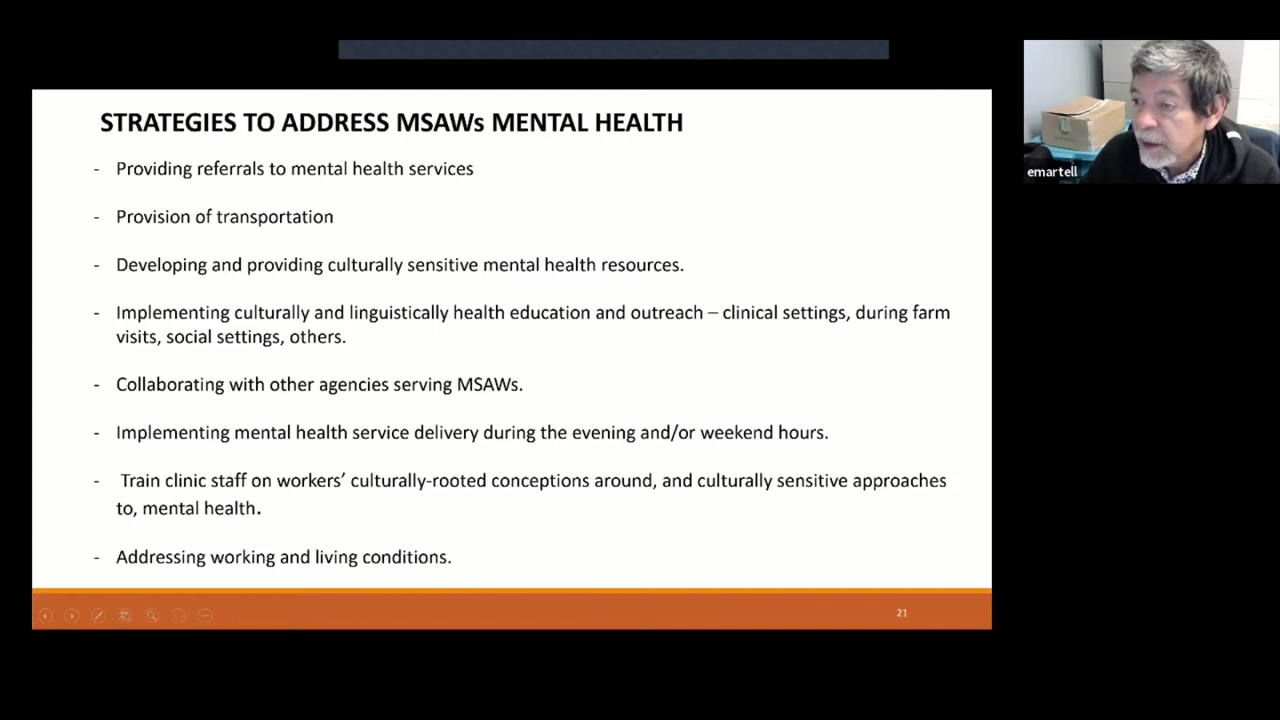 STRATEGIES TO ADDRESS MSAWs MENTAL HEALTH
- Providing referrals to mental health services
- Provision of transportation
- Developing and providing culturally sensitive mental health resources.
- Implementing culturally and linguistically health education and outreach – clinical settings, during farm
visits, social settings, others.
- Collaborating with other agencies serving MSAWs.
- Implementing mental health service delivery during the evening and/or weekend hours.
- Train clinic staff on workers’ culturally-rooted conceptions around, and culturally sensitive approaches
to, mental health.
- Addressing working and living conditions.
21
emartell